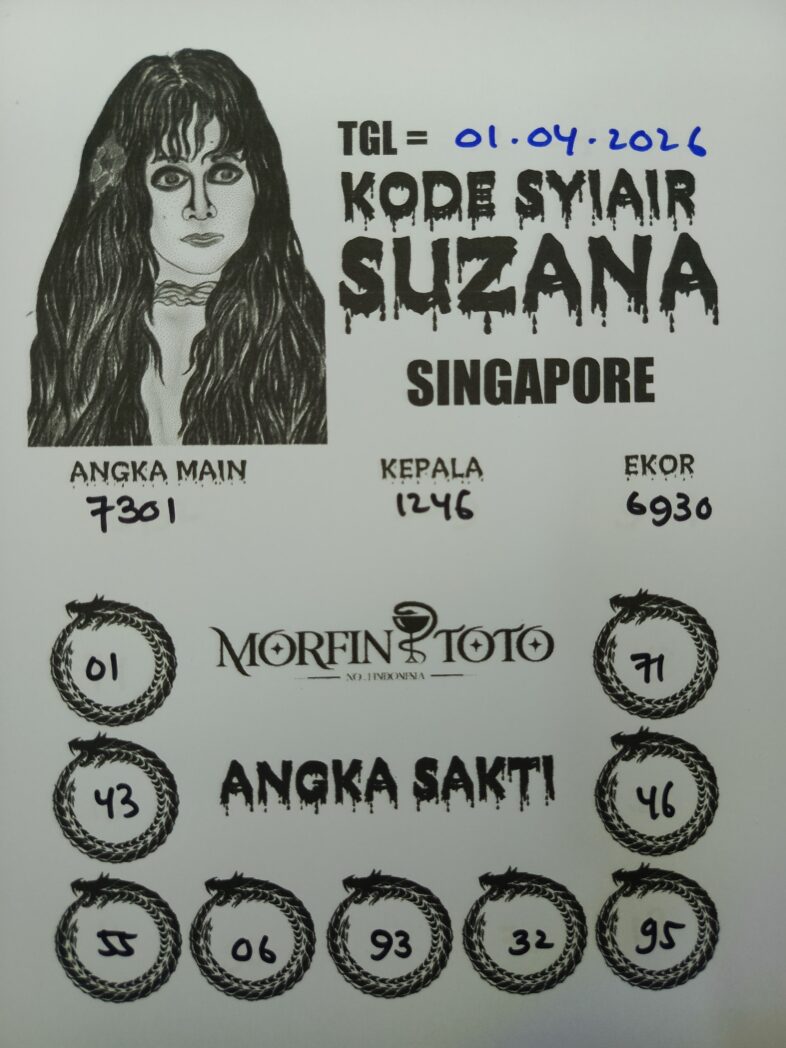 TGL = 01.04.2026
KODE SYIAIR
SUZANA
SINGAPORE
ANGKA MAIN KEPALA EKOR
7301 1246 6930
MORFIN TOTO
NO.1 INDONESIA
01 71
ANGKA SAKTI
43 46
55 06 93 32 95